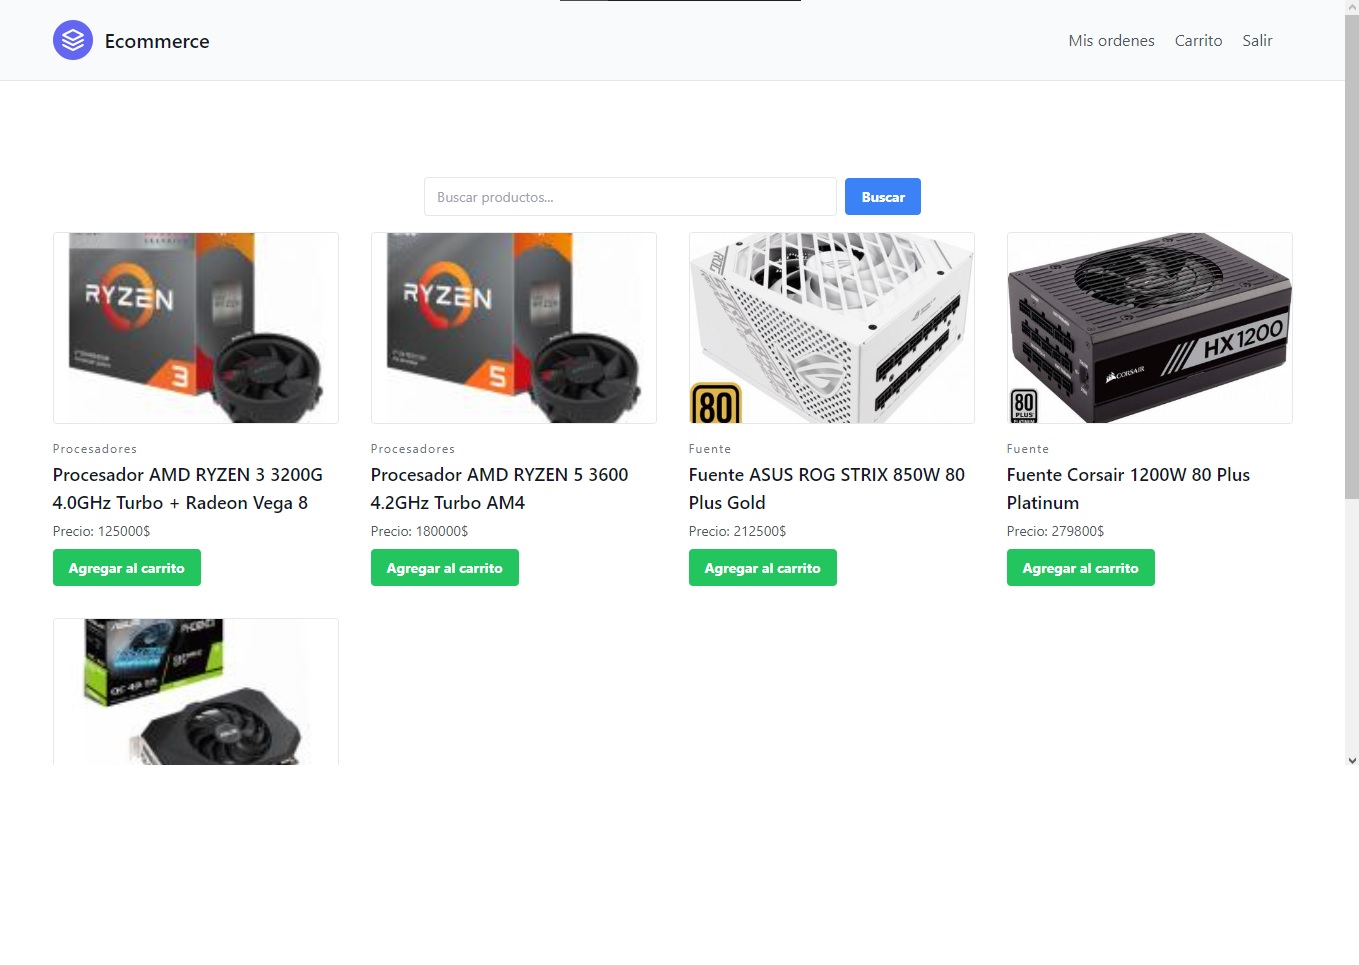 Ecommerce
Mis ordenes Carrito Salir
Buscar productos...
Buscar
RYZEN
3
RYZEN
5
ROG
80
HX1200
CORSAIR
80
PLUS
Procesadores
Procesador AMD RYZEN 3 3200G
4.0GHz Turbo + Radeon Vega 8
Precio: 125000$
Agregar al carrito
Procesadores
Procesador AMD RYZEN 5 3600
4.2GHz Turbo AM4
Precio: 180000$
Agregar al carrito
Fuente
Fuente ASUS ROG STRIX 850W 80
Plus Gold
Precio: 212500$
Agregar al carrito
Fuente
Fuente Corsair 1200W 80 Plus
Platinum
Precio: 279800$
Agregar al carrito
PHOENIX